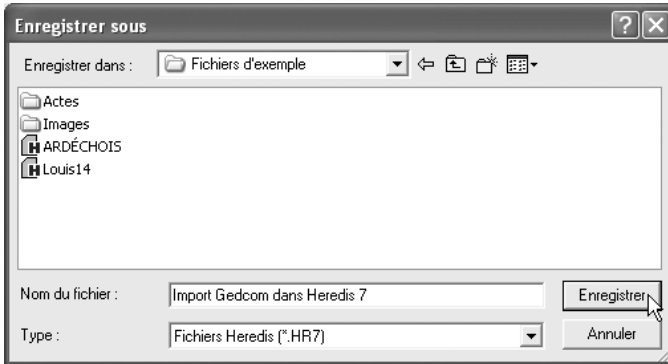 Enregistrer sous
Enregistrer dans : Fichiers d'exemple
Actes
Images
ARDÉCHOIS
Louis14
Nom du fichier : Import Gedcom dans Heredis 7 Enregistrer
Type : Fichiers Heredis (*.HR7) Annuler